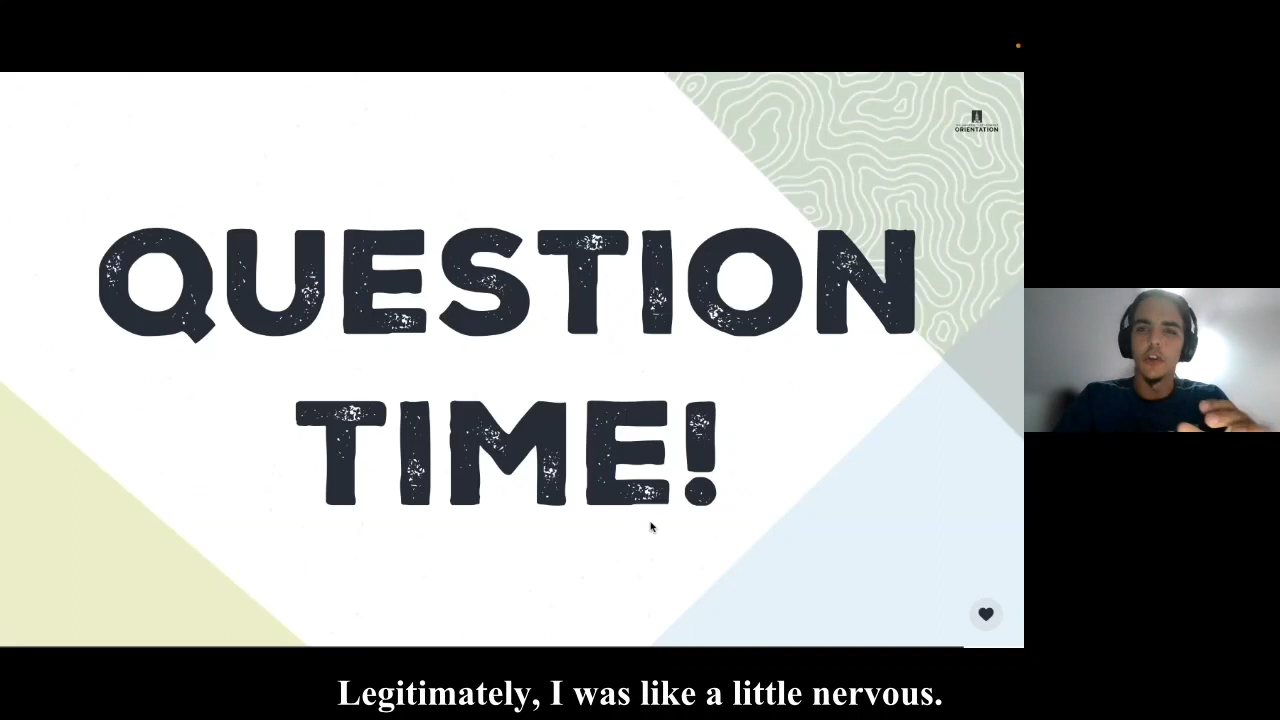 ORIENTATION
QUESTION
TIME!
Legitimately, I was like a little nervous.